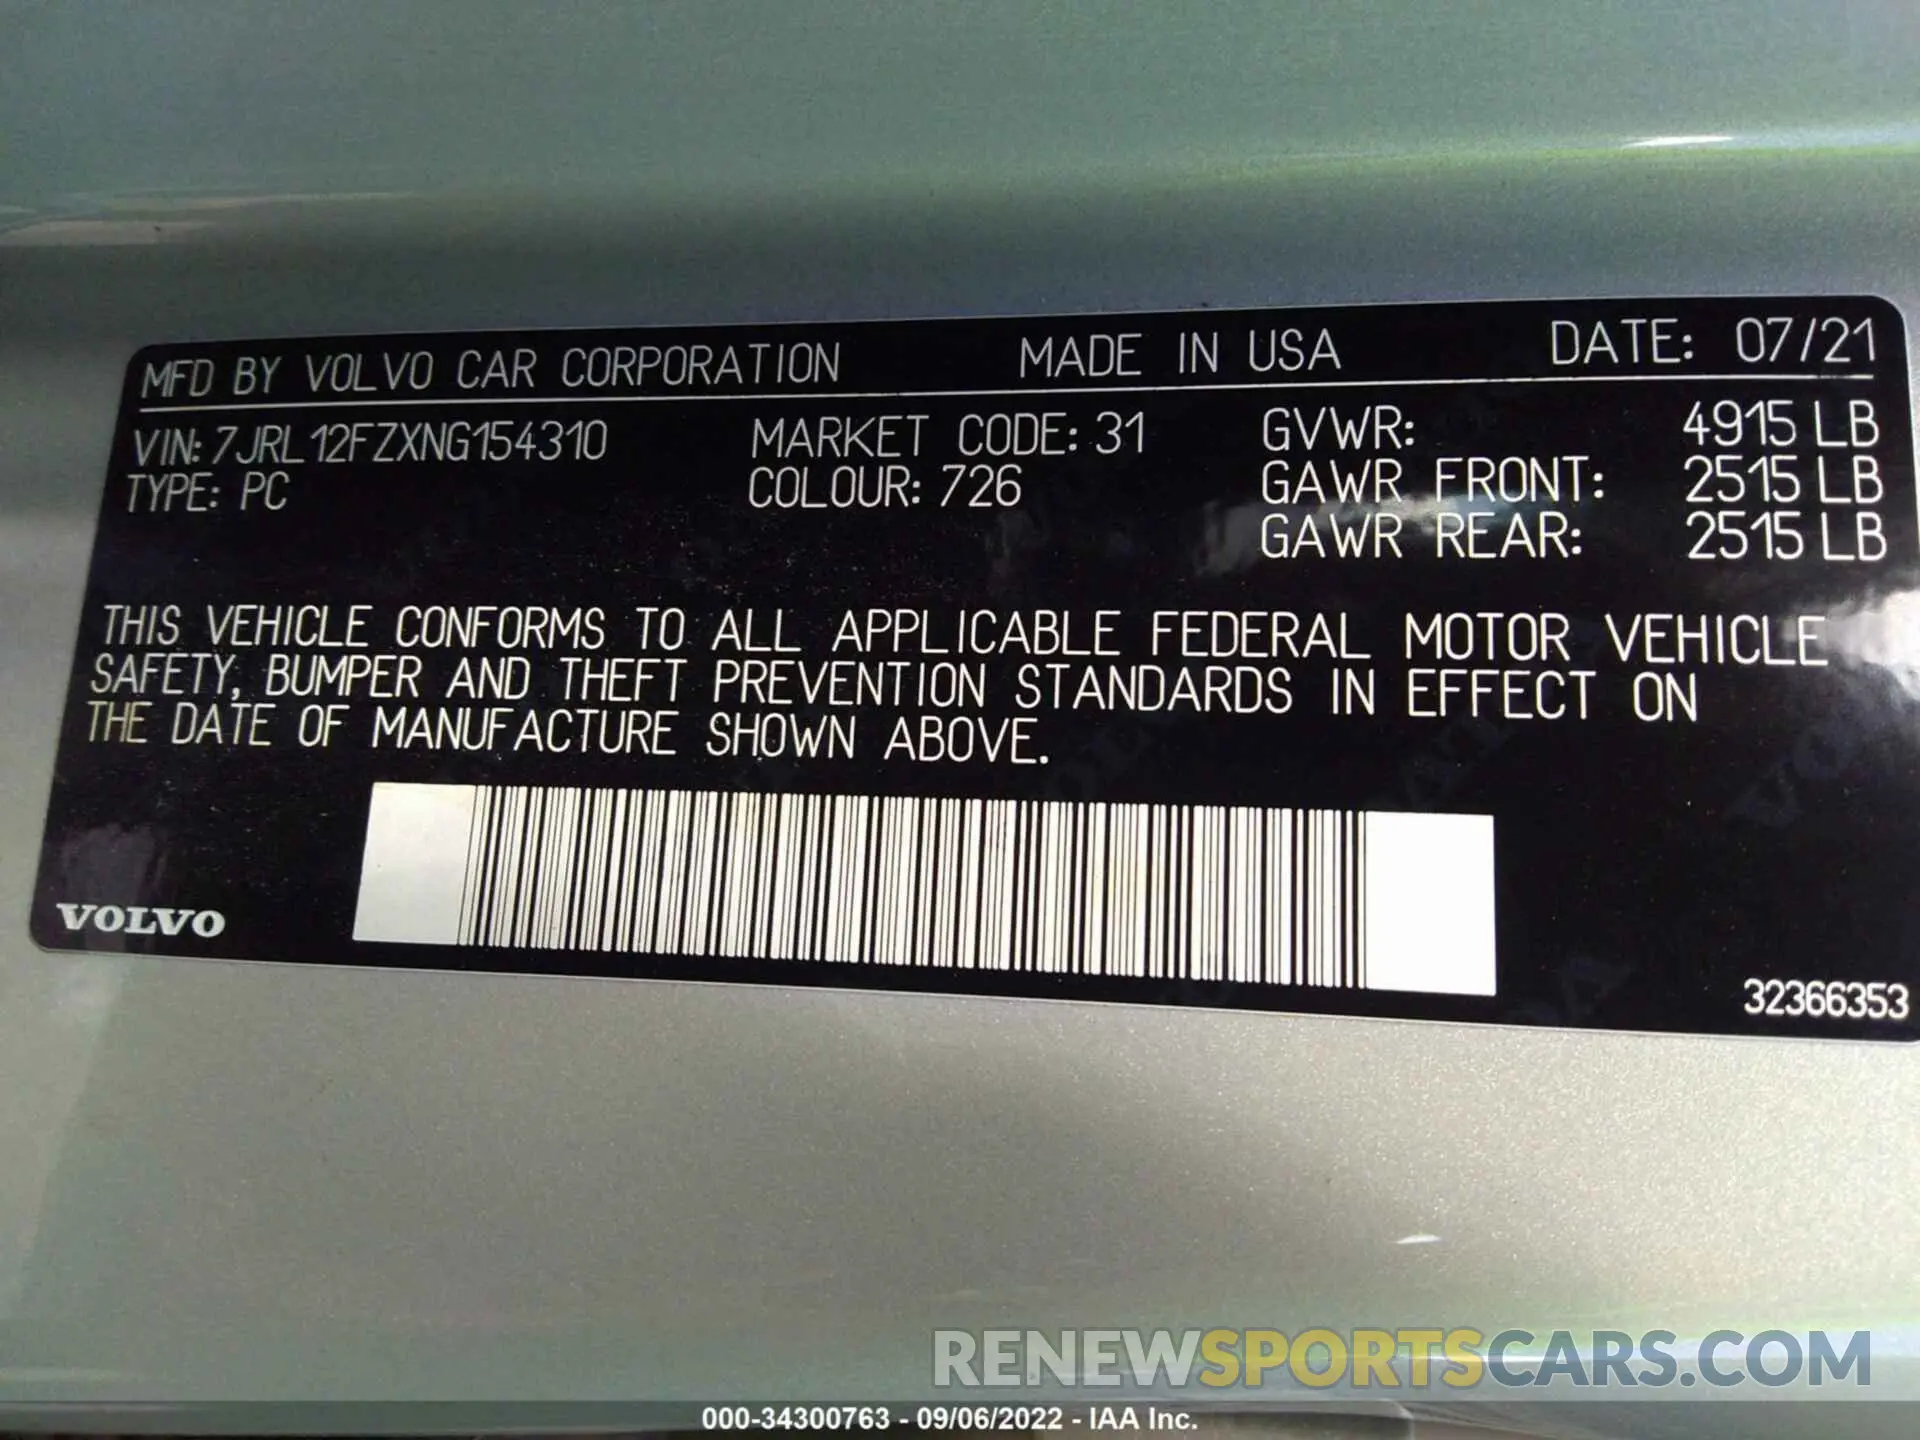 MFD BY VOLVO CAR CORPORATION MADE IN USA DATE: 07/21
VIN: 7JRL12FZXNG154310 MARKET CODE: 31 GVWR: 4915 LB
TYPE: PC COLOUR: 726 GAWR FRONT: 2515 LB
GAWR REAR: 2515 LB
THIS VEHICLE CONFORMS TO ALL APPLICABLE FEDERAL MOTOR VEHICLE
SAFETY, BUMPER AND THEFT PREVENTION STANDARDS IN EFFECT ON
THE DATE OF MANUFACTURE SHOWN ABOVE.
VOLVO
32366353
RENEWSPORTSCARS.COM
000-34300763 - 09/06/2022 - IAA Inc.